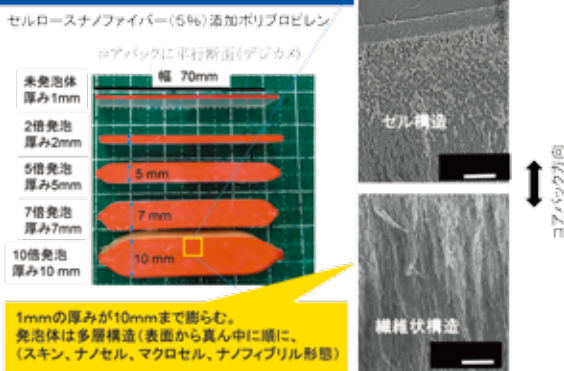 セルロースナノファイバー(5%)添加ポリプロピレン
コアバックに平行断面(デジカメ)
幅 70mm
未発泡体
厚み1mm
2倍発泡
厚み2mm
5倍発泡
厚み5mm
5 mm
7倍発泡
厚み7mm
7 mm
10倍発泡
厚み10 mm
10 mm
1mmの厚みが10mmまで膨らむ。
発泡体は多層構造(表面から真ん中に順に、
(スキン、ナノセル、マクロセル、ナノフィブリル形態)
セル構造
繊維状構造
コアバック方向